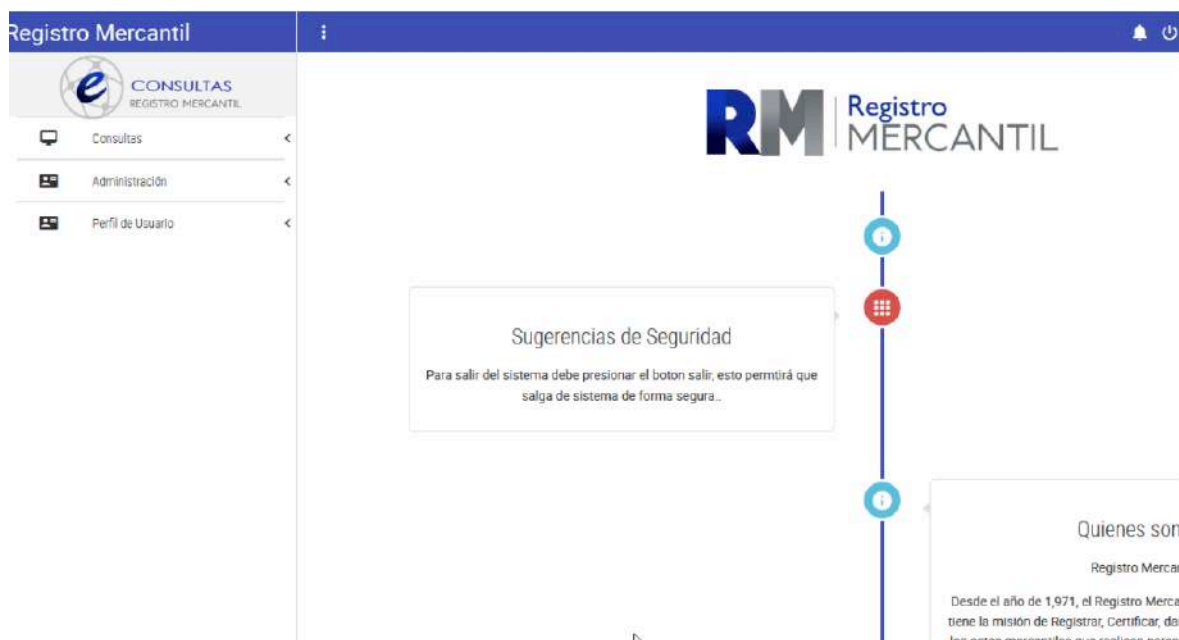 Registro Mercantil
e CONSULTAS
REGISTRO MERCANTIL
Consultas
Administración
Perfil de Usuario
RM Registro
MERCANTIL
Sugerencias de Seguridad
Para salir del sistema debe presionar el boton salir, esto permtirá que
salga de sistema de forma segura..
Quienes son
Registro Merca
Desde el año de 1,971, el Registro Merca
tiene la misión de Registrar, Certificar, da